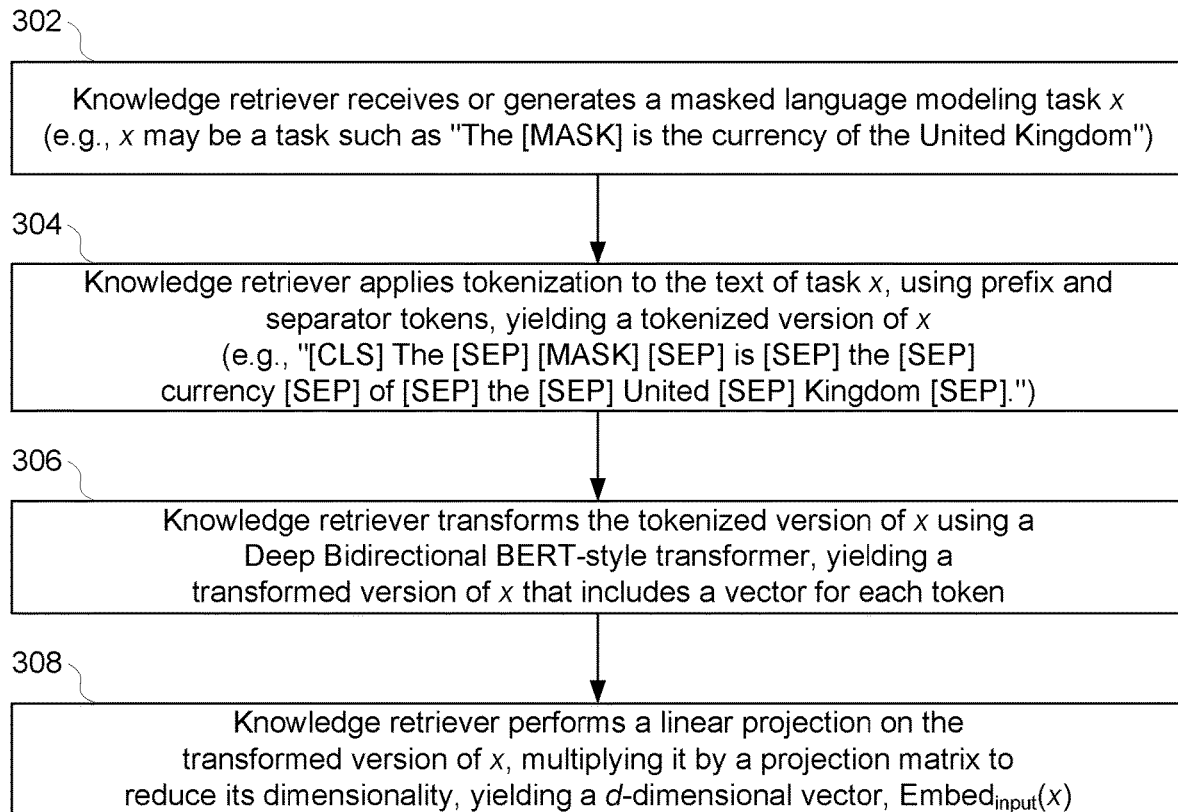 302
Knowledge retriever receives or generates a masked language modeling task x
(e.g., x may be a task such as "The [MASK] is the currency of the United Kingdom")
304
Knowledge retriever applies tokenization to the text of task x, using prefix and
separator tokens, yielding a tokenized version of x
(e.g., "[CLS] The [SEP] [MASK] [SEP] is [SEP] the [SEP]
currency [SEP] of [SEP] the [SEP] United [SEP] Kingdom [SEP].")
306
Knowledge retriever transforms the tokenized version of x using a
Deep Bidirectional BERT-style transformer, yielding a
transformed version of x that includes a vector for each token
308
Knowledge retriever performs a linear projection on the
transformed version of x, multiplying it by a projection matrix to
reduce its dimensionality, yielding a d-dimensional vector, Embedinput(x)